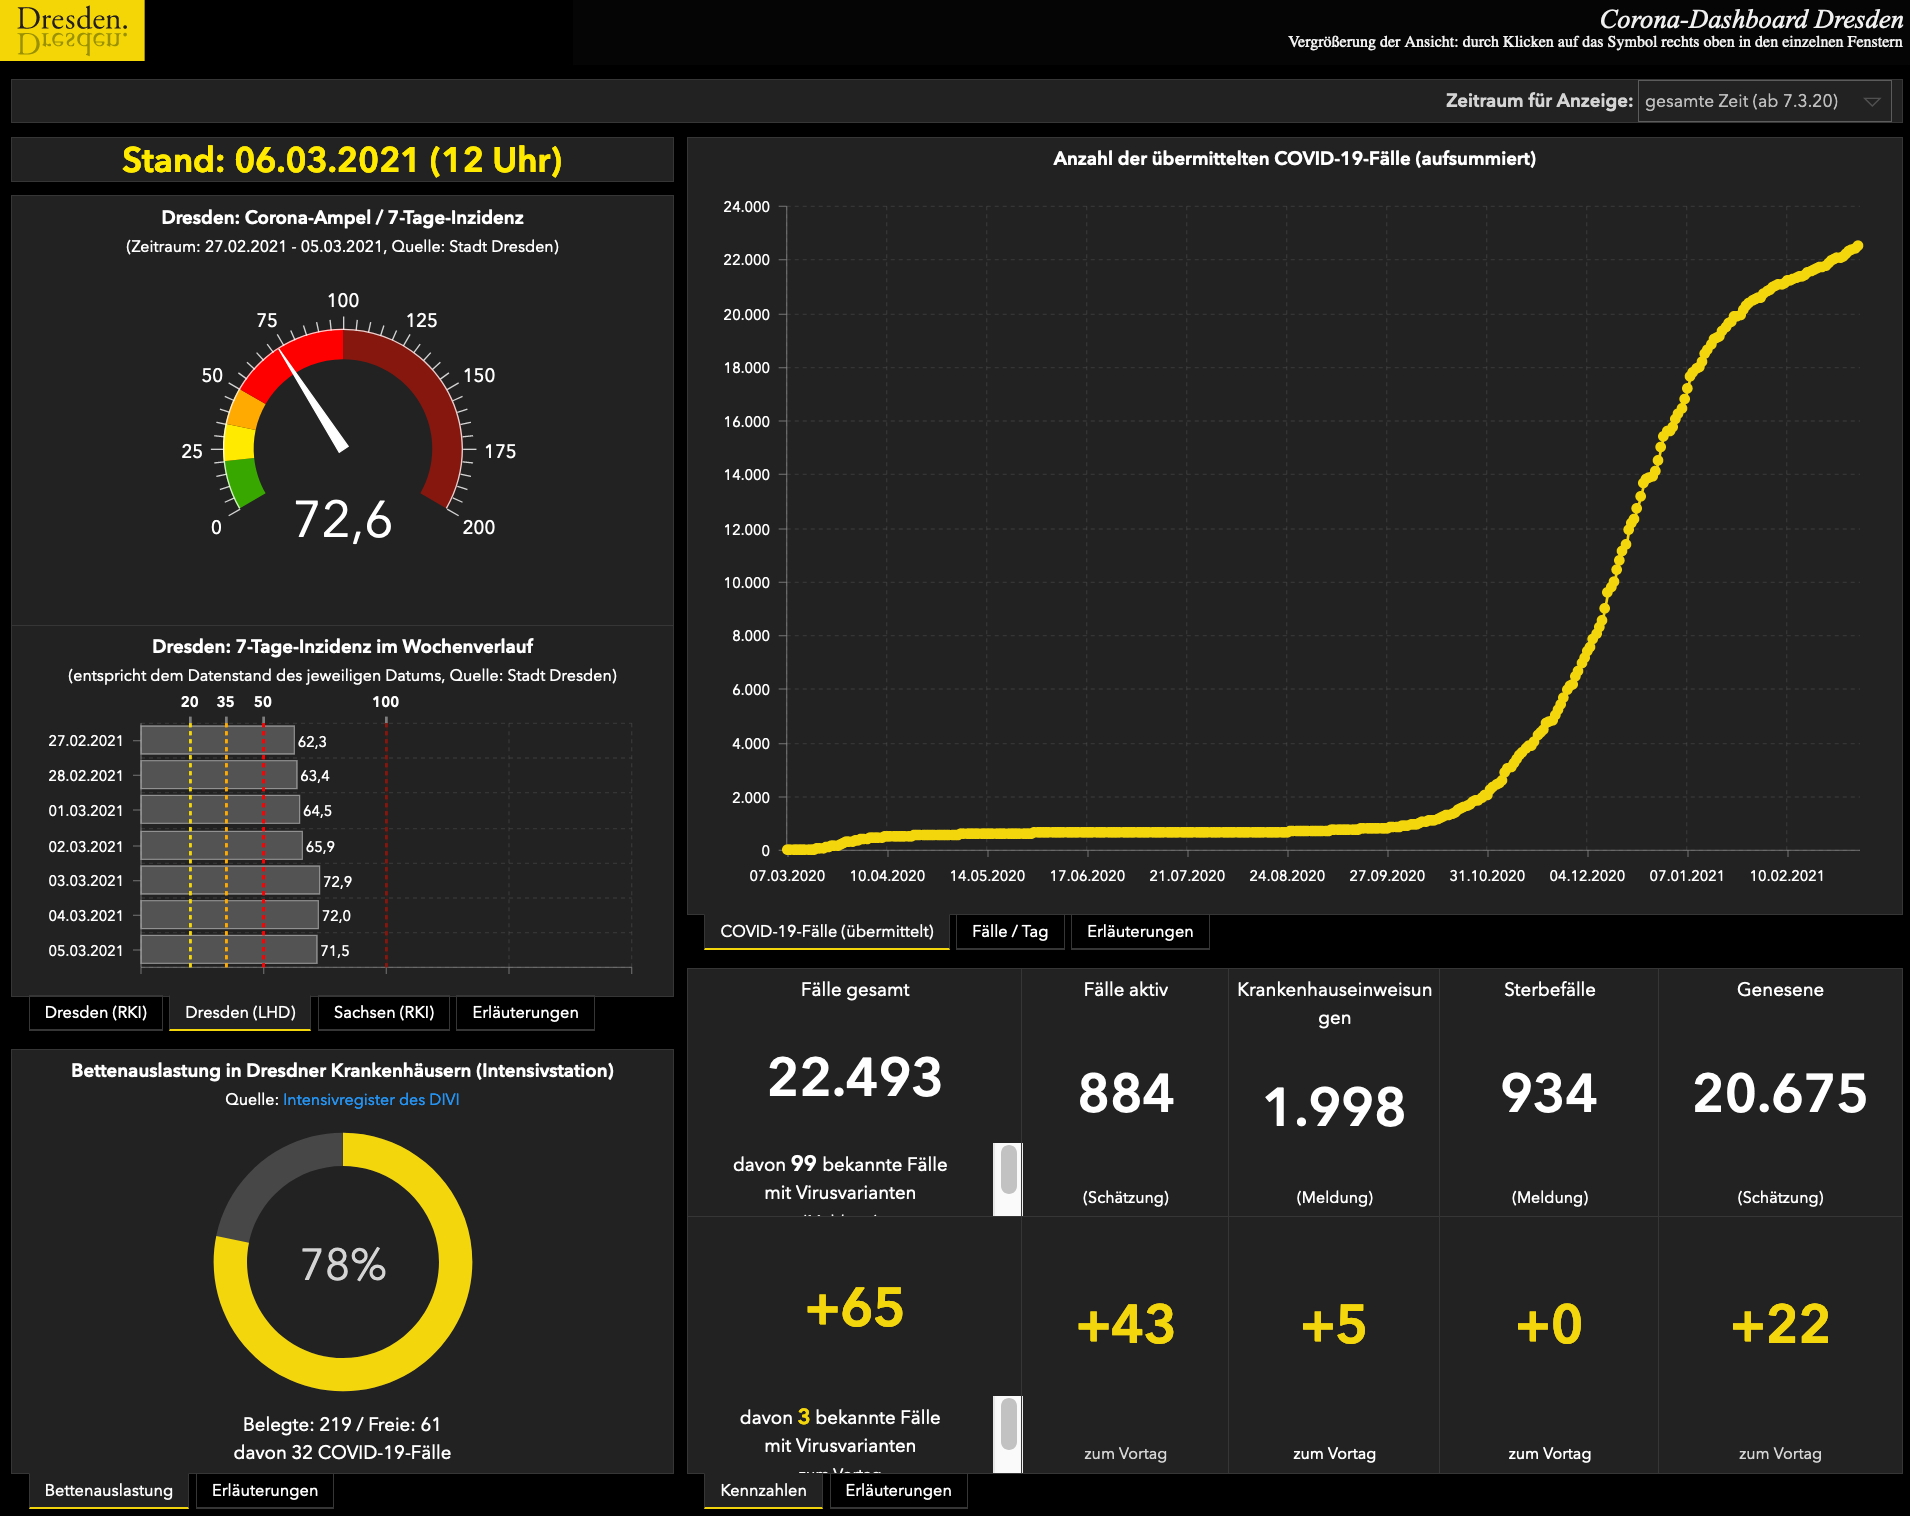 Dresden.
Dresden.
Corona-Dashboard Dresden
Vergrößerung der Ansicht: durch Klicken auf das Symbol rechts oben in den einzelnen Fenstern
Zeitraum für Anzeige: gesamte Zeit (ab 7.3.20)
Stand: 06.03.2021 (12 Uhr)
Dresden: Corona-Ampel / 7-Tage-Inzidenz
(Zeitraum: 27.02.2021 - 05.03.2021, Quelle: Stadt Dresden)
0
25
50
75
100
125
150
175
200
72,6
Dresden: 7-Tage-Inzidenz im Wochenverlauf
(entspricht dem Datenstand des jeweiligen Datums, Quelle: Stadt Dresden)
20 35 50 100
27.02.2021 62,3
28.02.2021 63,4
01.03.2021 64,5
02.03.2021 65,9
03.03.2021 72,9
04.03.2021 72,0
05.03.2021 71,5
Dresden (RKI) Dresden (LHD) Sachsen (RKI) Erläuterungen
Bettenauslastung in Dresdner Krankenhäusern (Intensivstation)
Quelle: Intensivregister des DIVI
78%
Belegte: 219 / Freie: 61
davon 32 COVID-19-Fälle
Bettenauslastung Erläuterungen
Anzahl der übermittelten COVID-19-Fälle (aufsummiert)
24.000
22.000
20.000
18.000
16.000
14.000
12.000
10.000
8.000
6.000
4.000
2.000
0
07.03.2020 10.04.2020 14.05.2020 17.06.2020 21.07.2020 24.08.2020 27.09.2020 31.10.2020 04.12.2020 07.01.2021 10.02.2021
COVID-19-Fälle (übermittelt) Fälle / Tag Erläuterungen
Fälle gesamt
22.493
davon 99 bekannte Fälle
mit Virusvarianten
Fälle aktiv
884
(Schätzung)
Krankenhauseinweisun
gen
1.998
(Meldung)
Sterbefälle
934
(Meldung)
Genesene
20.675
(Schätzung)
+65
davon 3 bekannte Fälle
mit Virusvarianten
zum Vortag
+43
zum Vortag
+5
zum Vortag
+0
zum Vortag
+22
zum Vortag
Kennzahlen Erläuterungen